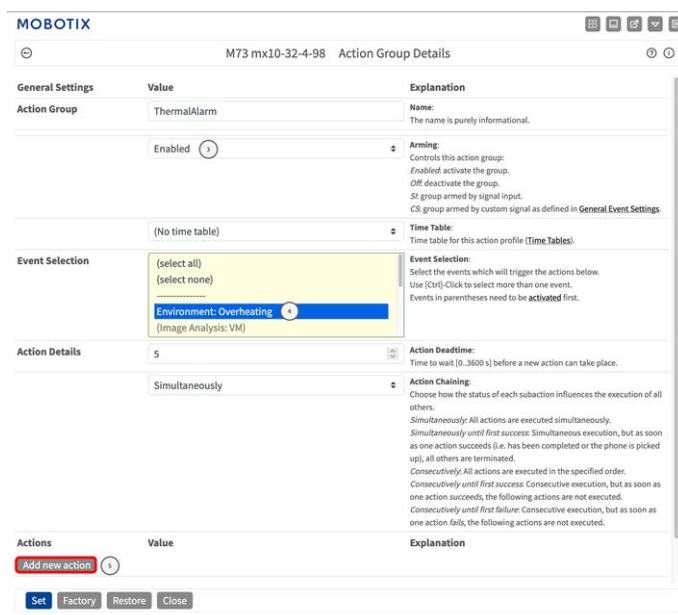 MOBOTIX
M73 mx10-32-4-98 Action Group Details
General Settings Value Explanation
Action Group ThermalAlarm Name:
The name is purely informational.
Enabled 3 Arming:
Controls this action group:
Enabled: activate the group.
Off: deactivate the group.
SI: group armed by signal input.
CS: group armed by custom signal as defined in General Event Settings.
(No time table) Time Table:
Time table for this action profile (Time Tables).
Event Selection (select all) Event Selection:
(select none) Select the events which will trigger the actions below.
--------------- Use [Ctrl]-Click to select more than one event.
Environment: Overheating 4 Events in parentheses need to be activated first.
(Image Analysis: VM)
Action Details 5 Action Deadtime:
Time to wait [0..3600 s] before a new action can take place.
Simultaneously Action Chaining:
Choose how the status of each subaction influences the execution of all
others.
Simultaneously: All actions are executed simultaneously.
Simultaneously until first success: Simultaneous execution, but as soon
as one action succeeds (i.e. has been completed or the phone is picked
up), all others are terminated.
Consecutively: All actions are executed in the specified order.
Consecutively until first success: Consecutive execution, but as soon as
one action succeeds, the following actions are not executed.
Consecutively until first failure: Consecutive execution, but as soon as
one action fails, the following actions are not executed.
Actions Value Explanation
Add new action 5
Set Factory Restore Close